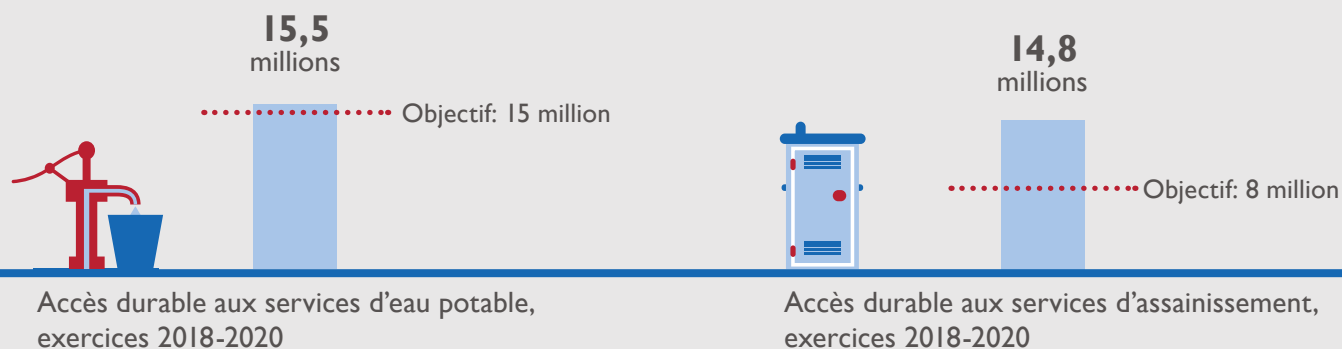 15,5
millions
Objectif: 15 million
Accès durable aux services d’eau potable,
exercices 2018-2020
14,8
millions
Objectif: 8 million
Accès durable aux services d’assainissement,
exercices 2018-2020